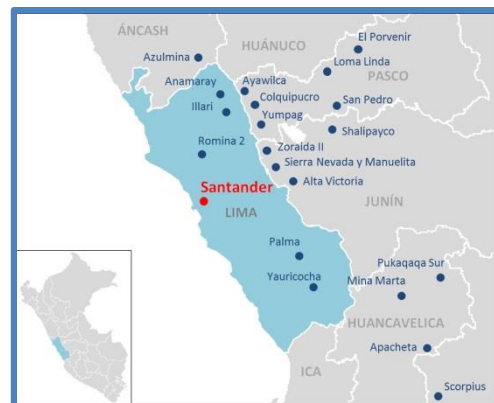 ÁNCASH
HUÁNUCO
El Porvenir
Azulmina
Loma Linda
PASCO
Anamaray
Ayawilca
Colquipucro
Illari
San Pedro
Yumpag
Shalipayco
Romina 2
Zoraida II
Sierra Nevada y Manuelita
Santander
Alta Victoria
LIMA
JUNÍN
Palma
Pukaqaqa Sur
Yauricocha
Mina Marta
HUANCAVELICA
Apacheta
ICA
Scorpius